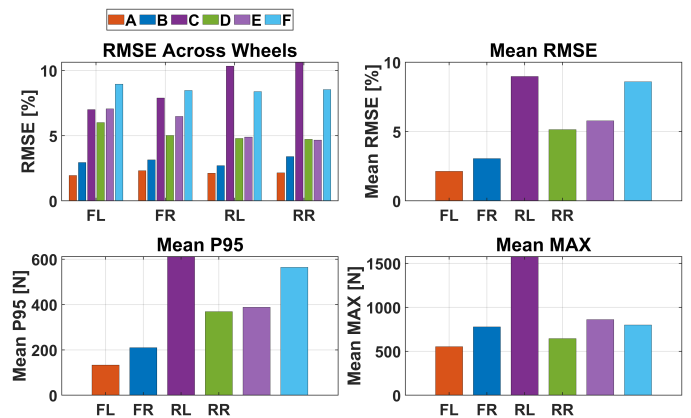 A B C D E F
RMSE Across Wheels
RMSE [%]
10
5
0
FL FR RL RR
Mean RMSE
Mean RMSE [%]
10
5
0
FL FR RL RR
Mean P95
Mean P95 [N]
600
400
200
0
FL FR RL RR
Mean MAX
Mean MAX [N]
1500
1000
500
0
FL FR RL RR